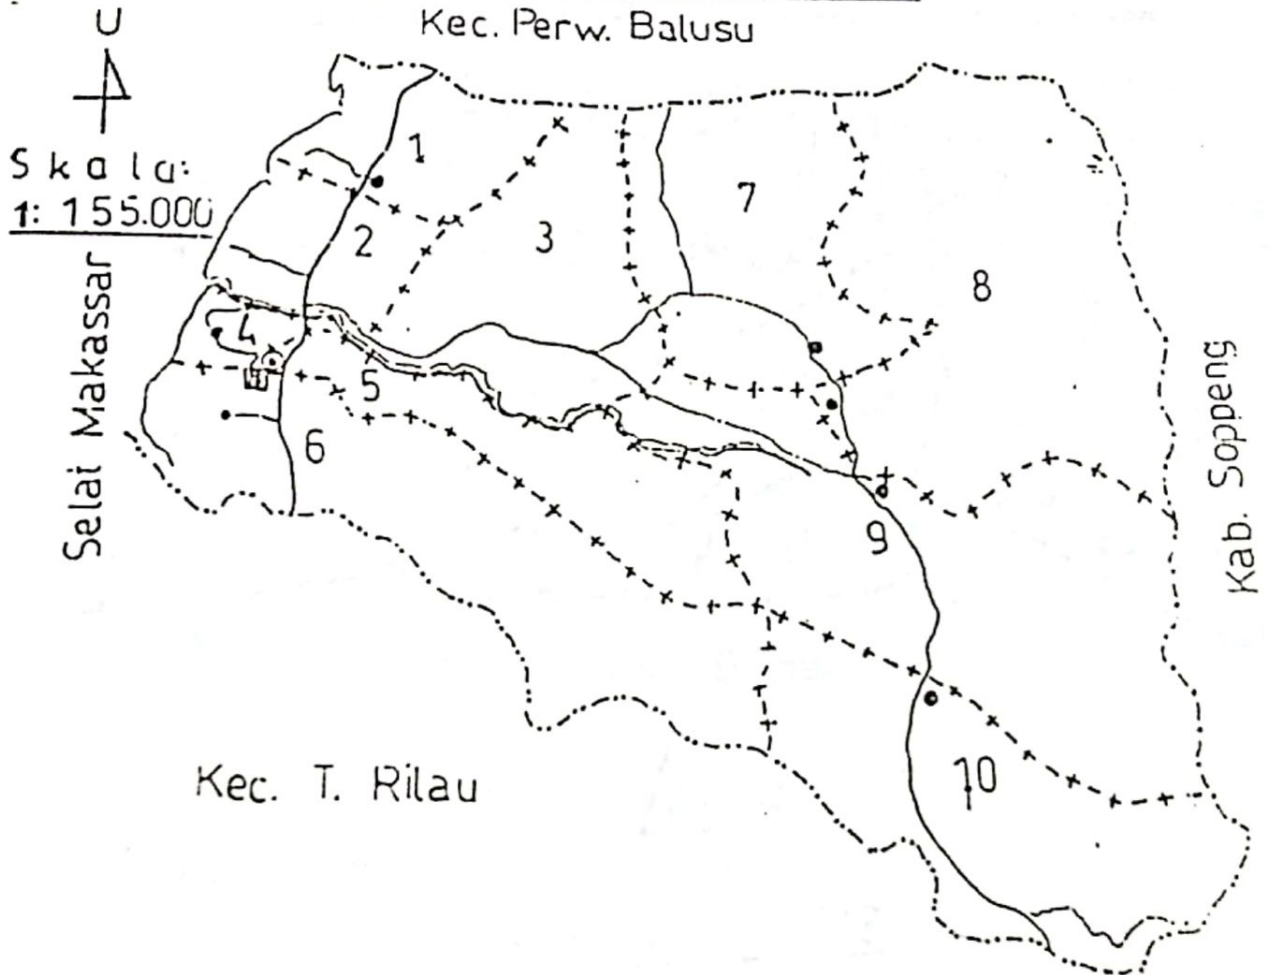 Kec. Perw. Balusu
U
Skala:
1: 155.000
Selai Makassar
1
2
3
7
8
4
5
6
9
10
Kab. Soppeng
Kec. T. Rilau